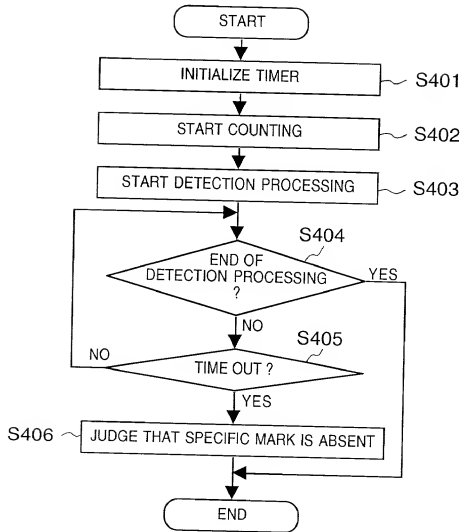 START
INITIALIZE TIMER
S401
START COUNTING
S402
START DETECTION PROCESSING
S403
S404
END OF
DETECTION PROCESSING
?
YES
NO
S405
NO
TIME OUT ?
YES
S406
JUDGE THAT SPECIFIC MARK IS ABSENT
END